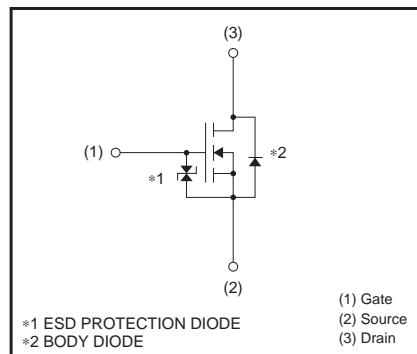 (3)
(1)
∗2
∗1
(2)
∗1 ESD PROTECTION DIODE
∗2 BODY DIODE
(1) Gate
(2) Source
(3) Drain